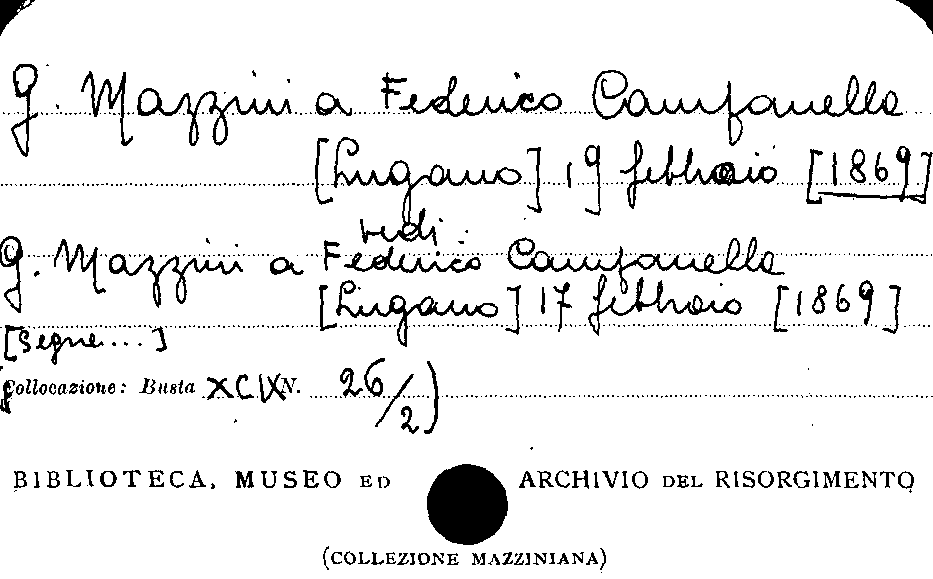 G. Mazzini a Federico Campanella
[Lugano] 19 febbraio [1869]
vedi:
G. Mazzini a Federico Campanella
[Lugano] 17 febbraio [1869]
[Segue...]
Collocazione: Busta XCIX N. 26/2)
BIBLIOTECA, MUSEO ED ARCHIVIO DEL RISORGIMENTO
(COLLEZIONE MAZZINIANA)